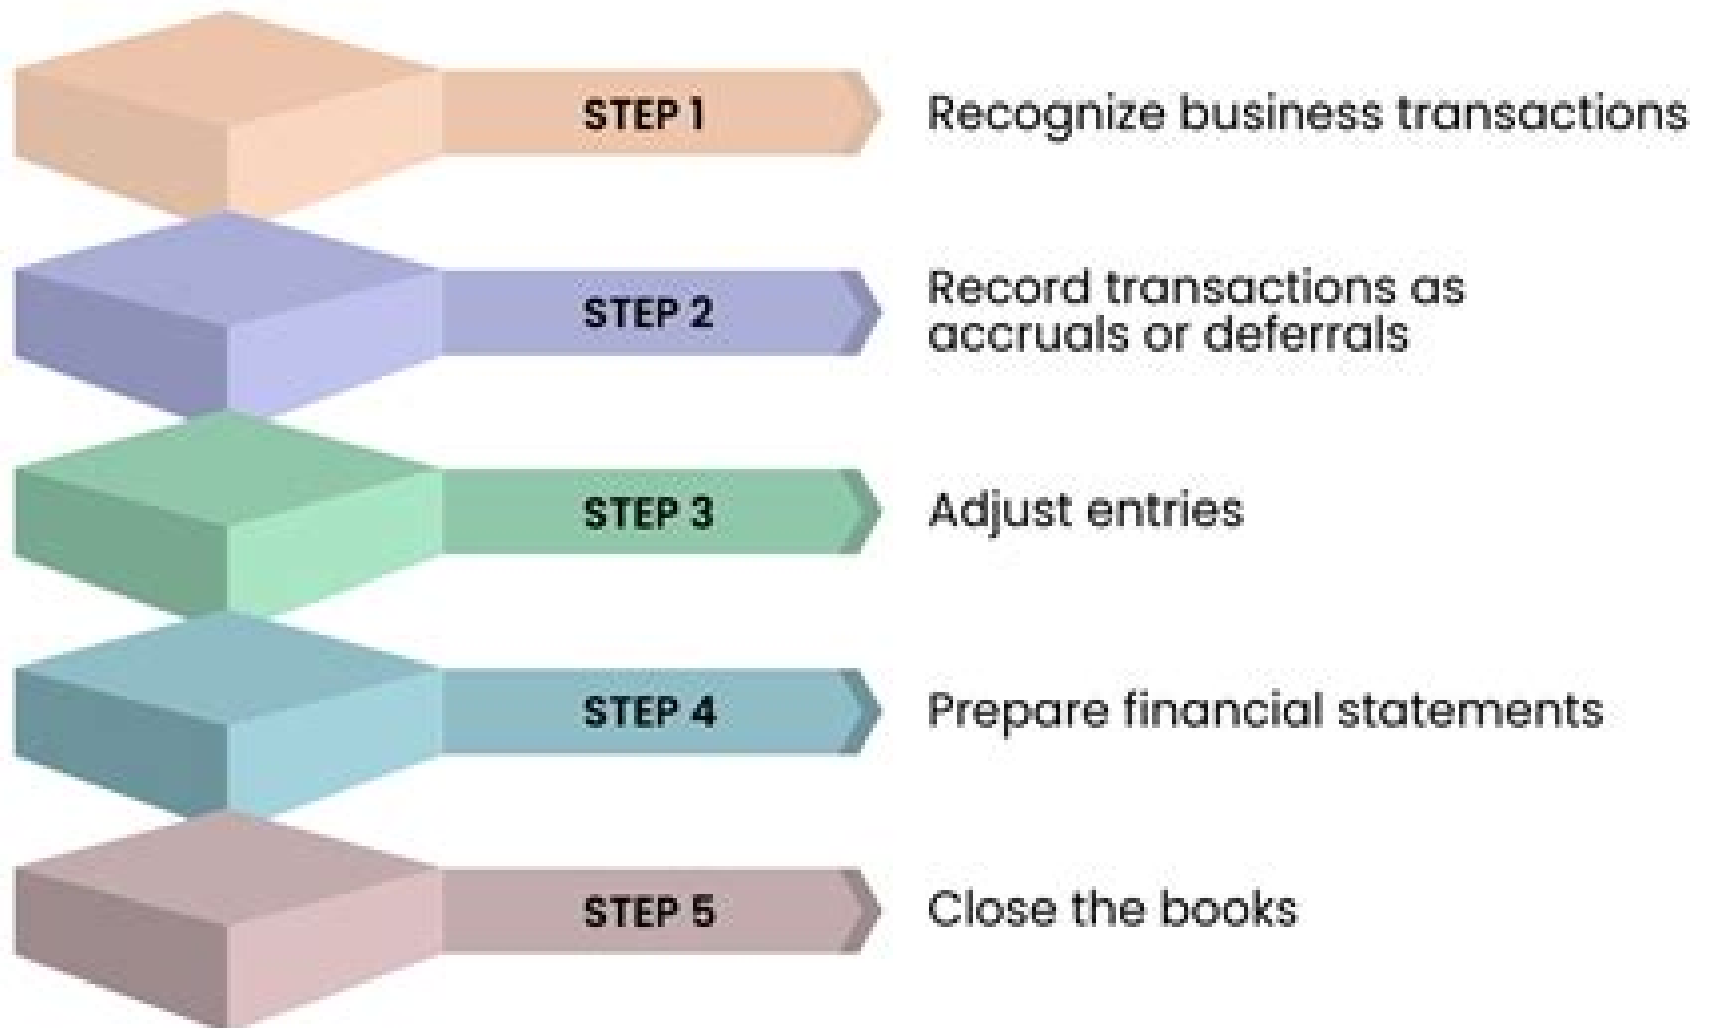 STEP 1
Recognize business transactions
STEP 2
Record transactions as
accruals or deferrals
STEP 3
Adjust entries
STEP 4
Prepare financial statements
STEP 5
Close the books